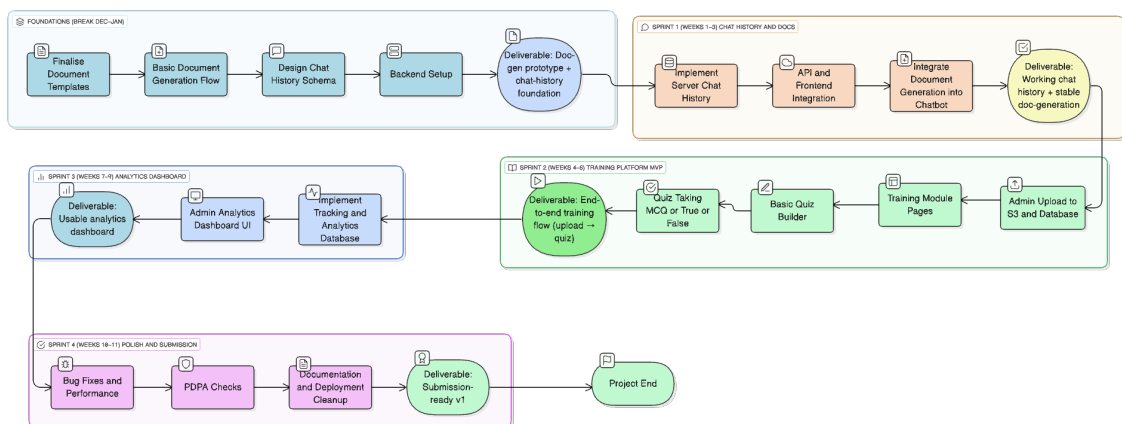 FOUNDATIONS (BREAK DEC–JAN)
Finalise
Document
Templates
Basic Document
Generation Flow
Design Chat
History Schema
Backend Setup
Deliverable: Doc-
gen prototype +
chat-history
foundation
SPRINT 1 (WEEKS 1–3) CHAT HISTORY AND DOCS
Implement
Server Chat
History
API and
Frontend
Integration
Integrate
Document
Generation into
Chatbot
Deliverable:
Working chat
history + stable
doc-generation
SPRINT 2 (WEEKS 4–6) TRAINING PLATFORM MVP
Admin Upload to
S3 and Database
Training Module
Pages
Basic Quiz
Builder
Quiz Taking
MCQ or True or
False
Deliverable: End-
to-end training
flow (upload →
quiz)
SPRINT 3 (WEEKS 7–9) ANALYTICS DASHBOARD
Implement
Tracking and
Analytics
Database
Admin Analytics
Dashboard UI
Deliverable:
Usable analytics
dashboard
SPRINT 4 (WEEKS 10–11) POLISH AND SUBMISSION
Bug Fixes and
Performance
PDPA Checks
Documentation
and Deployment
Cleanup
Deliverable:
Submission-
ready v1
Project End